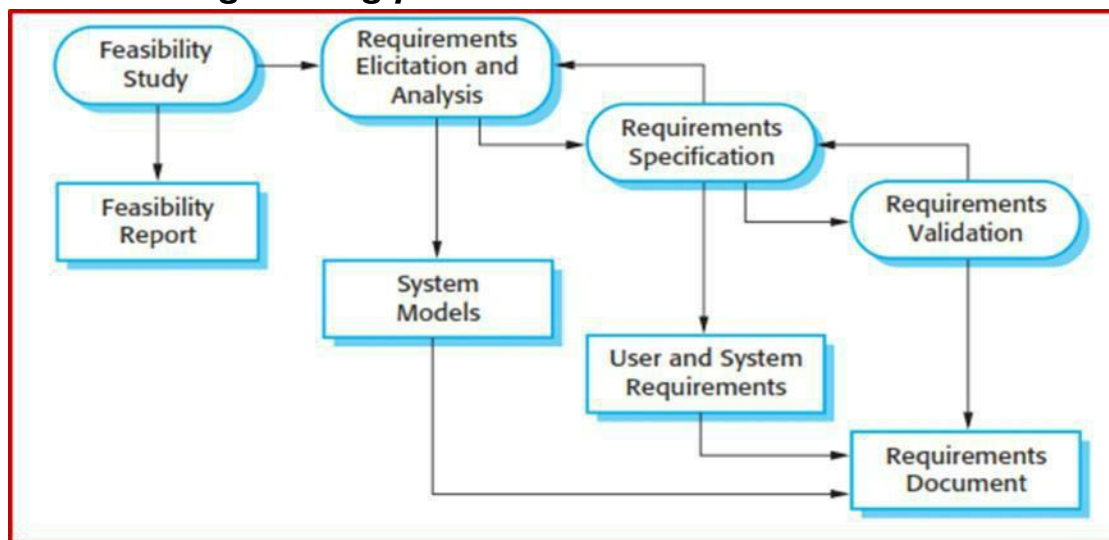 Feasibility
Study
Requirements
Elicitation and
Analysis
Requirements
Specification
Feasibility
Report
Requirements
Validation
System
Models
User and System
Requirements
Requirements
Document